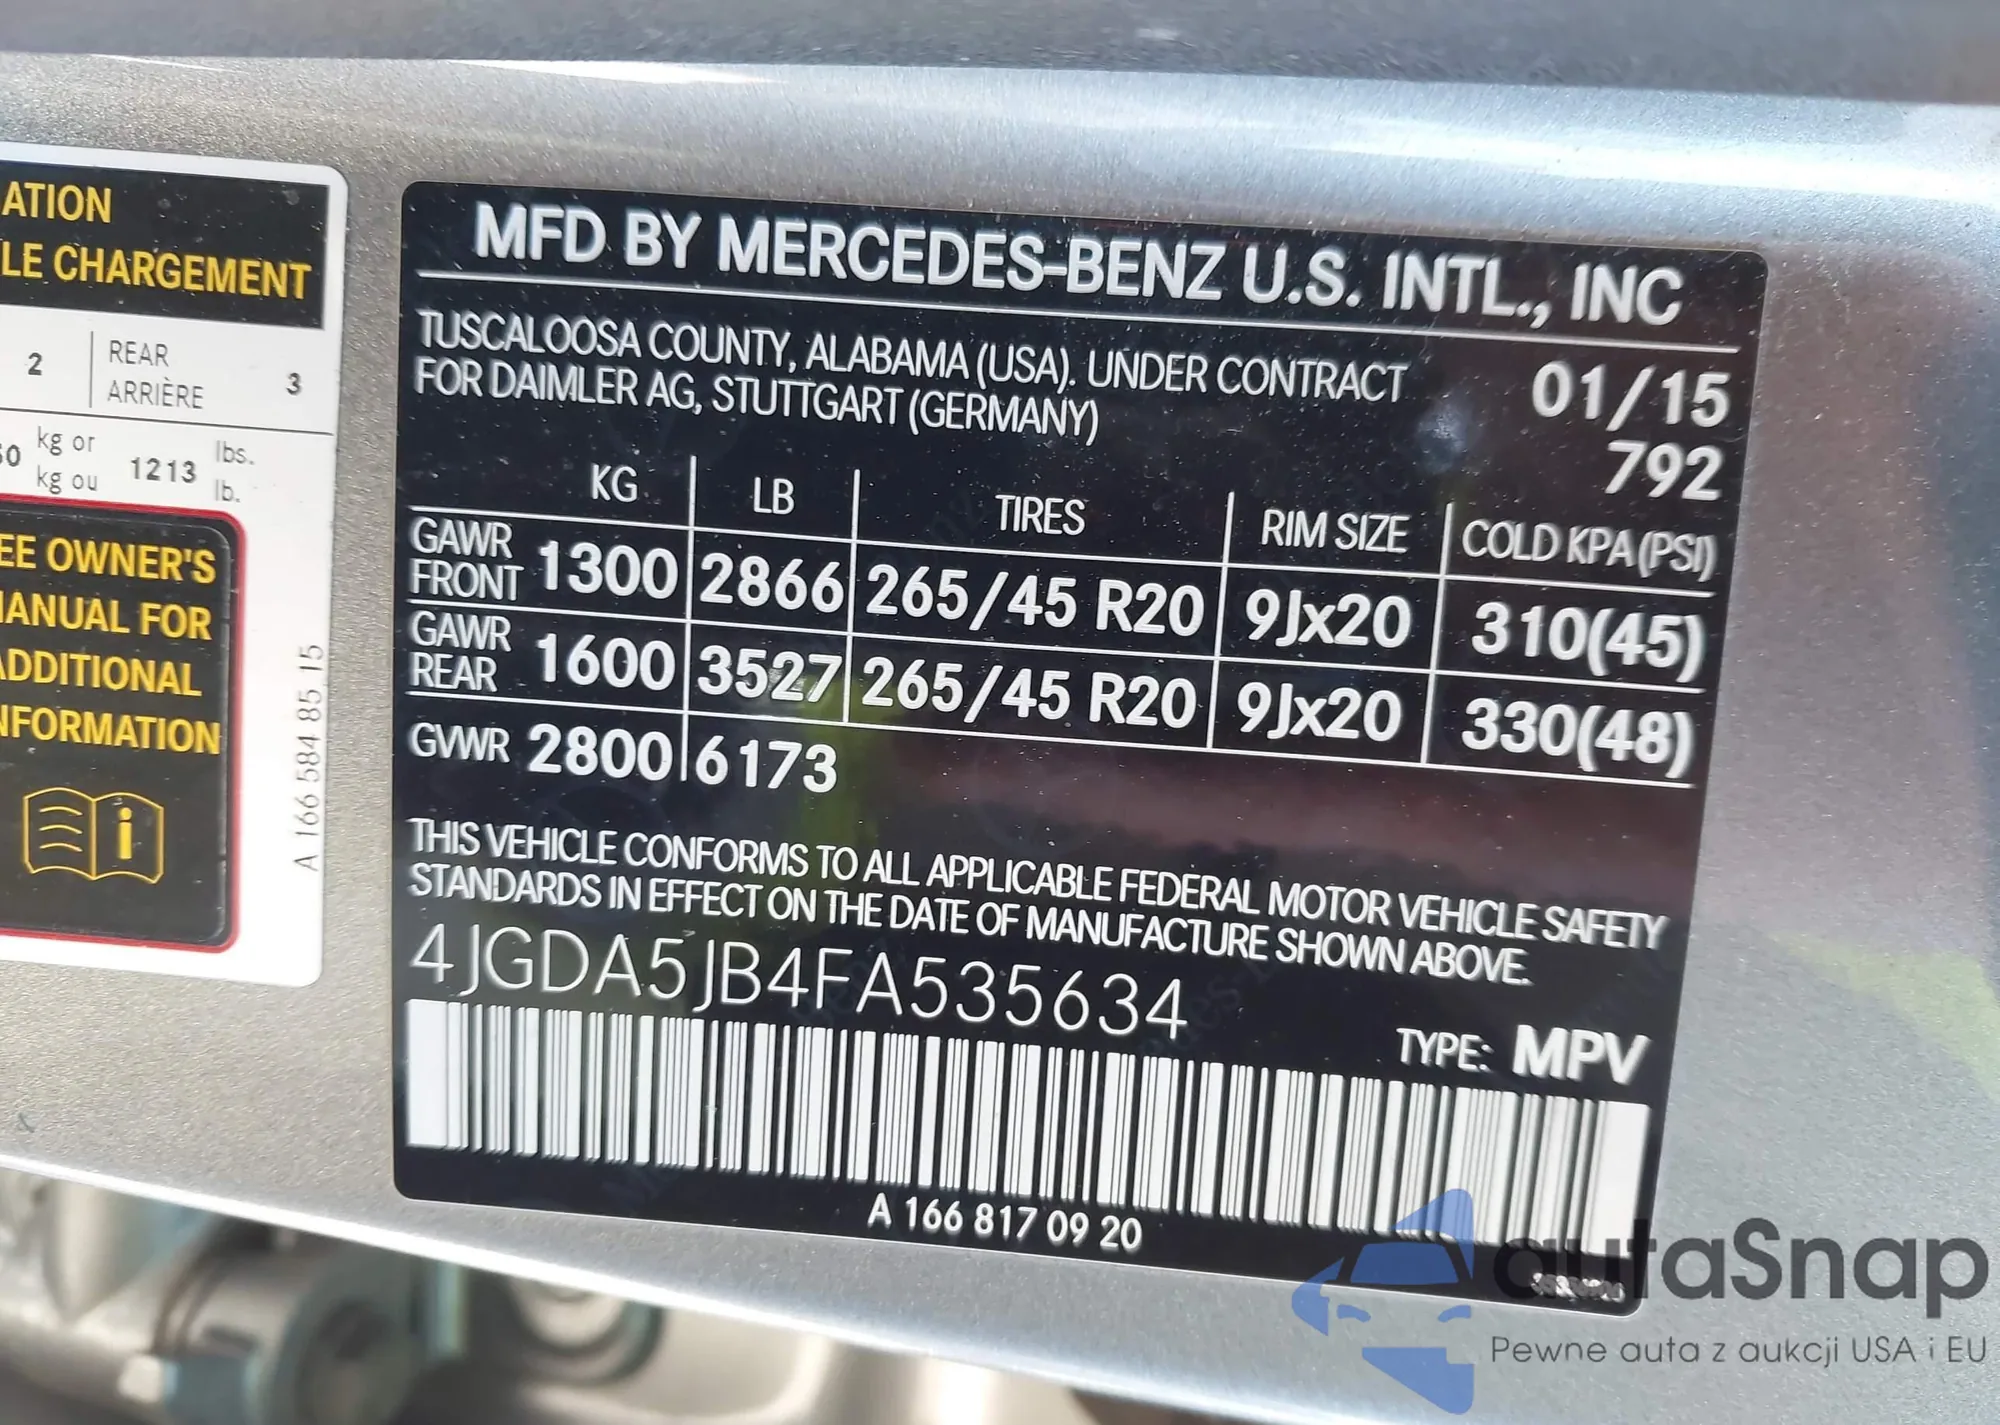 ATION
LE CHARGEMENT
2
REAR
ARRIÈRE
3
kg or
kg ou
1213
lbs.
lb.
OWNER'S
FOR
INFORMATION
A 166 584 85 15
MFD BY MERCEDES-BENZ U.S. INTL., INC
TUSCALOOSA COUNTY, ALABAMA (USA). UNDER CONTRACT
FOR DAIMLER AG, STUTTGART (GERMANY)
01/15
792
KG LB TIRES RIM SIZE COLD KPA(PSI)
GAWR FRONT 1300 2866 265/45 R20 9Jx20 310(45)
GAWR REAR 1600 3527 265/45 R20 9Jx20 330(48)
GVWR 2800 6173
THIS VEHICLE CONFORMS TO ALL APPLICABLE FEDERAL MOTOR VEHICLE SAFETY
STANDARDS IN EFFECT ON THE DATE OF MANUFACTURE SHOWN ABOVE.
4JGDA5JB4FA535634
TYPE: MPV
A 166 817 09 20
autaSnap
Pewne auta z aukcji USA i EU